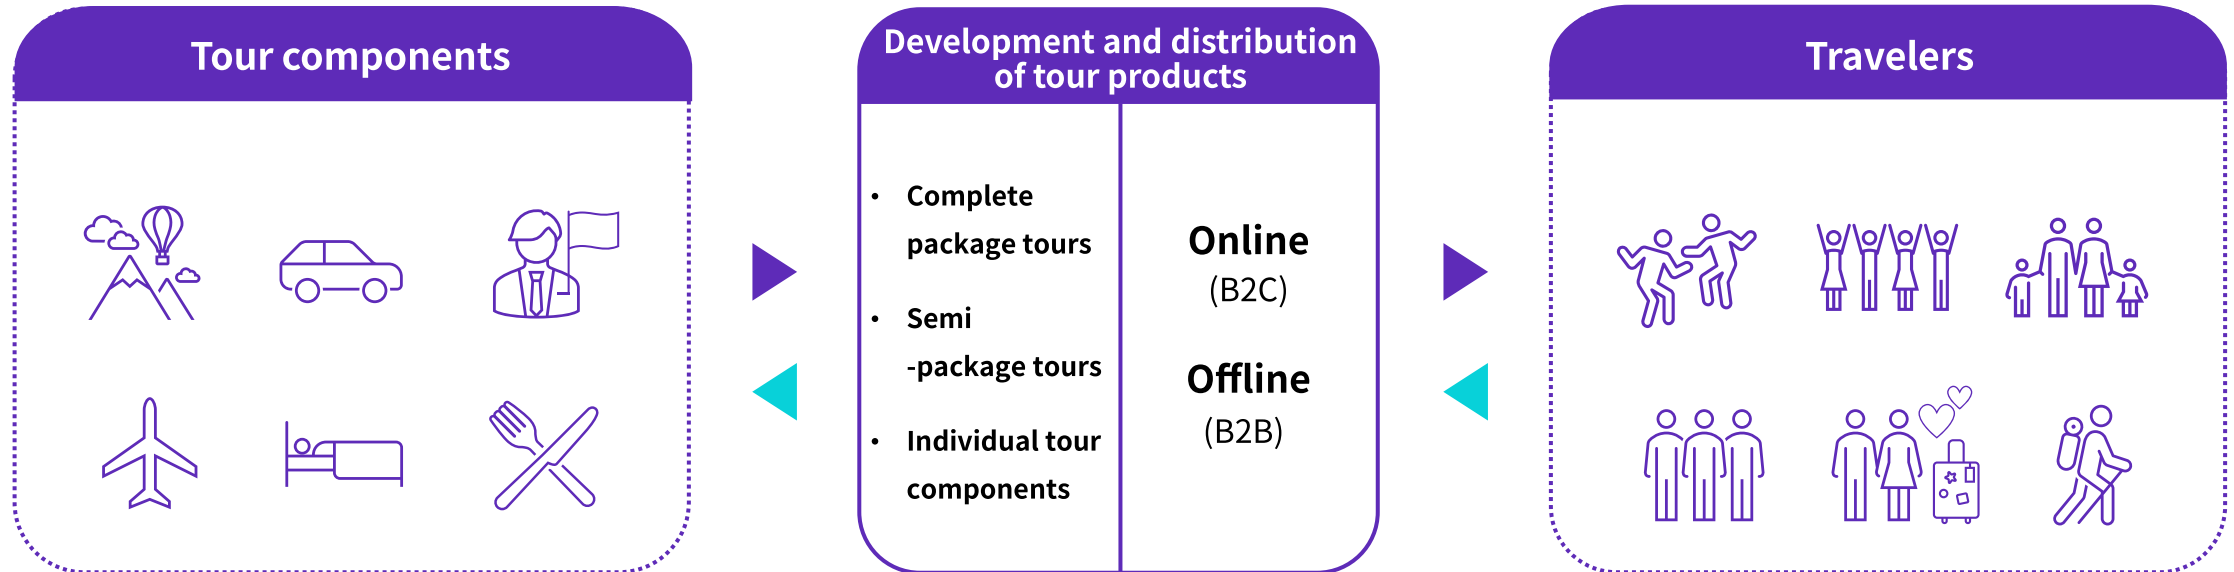 Tour components
Development and distribution
of tour products
• Complete
package tours
• Semi
-package tours
• Individual tour
components
Online
(B2C)
Offline
(B2B)
Travelers